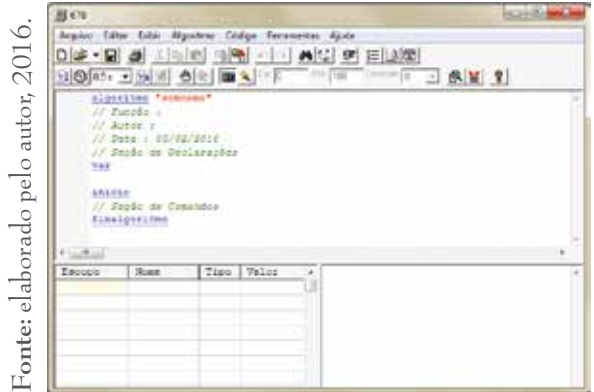 Fonte: elaborado pelo autor, 2016.
Arquivo Editar Exibir Algoritmo Código Ferramentas Ajuda
algoritmo "semnome"
// Função :
// Autor :
// Data : 03/02/2016
// Seção de Declarações
var
inicio
// Seção de Comandos
fimalgoritmo
Escopo Nome Tipo Valor